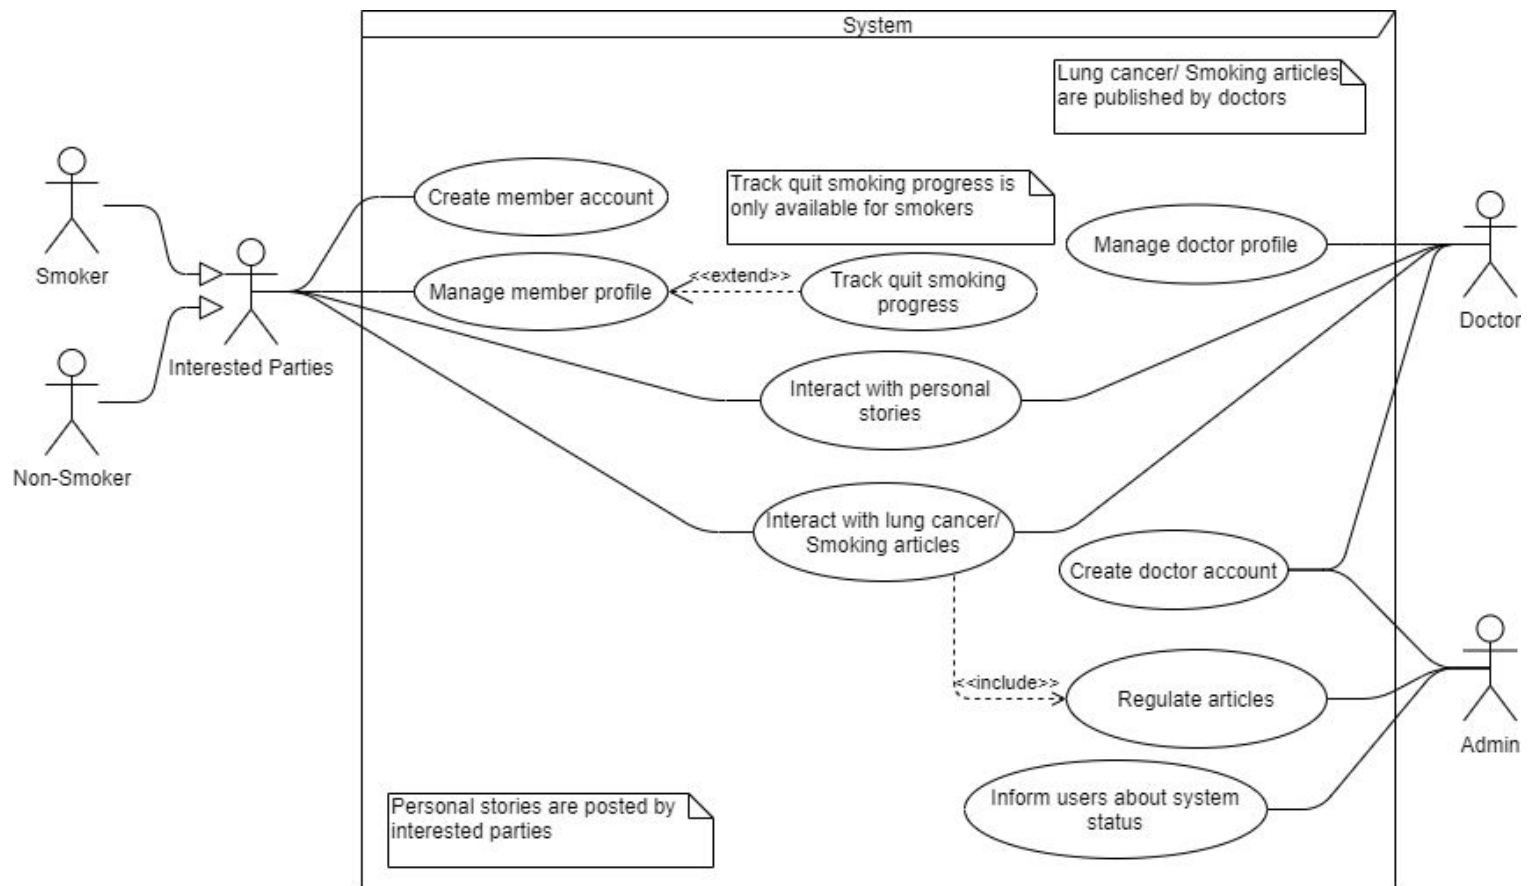 System
Lung cancer/ Smoking articles
are published by doctors
Create member account
Track quit smoking progress is
only available for smokers
Manage doctor profile
Smoker
Manage member profile
<<extend>>
Track quit smoking
progress
Doctor
Interested Parties
Interact with personal
stories
Non-Smoker
Interact with lung cancer/
Smoking articles
Create doctor account
<<include>>
Regulate articles
Admin
Inform users about system
status
Personal stories are posted by
interested parties